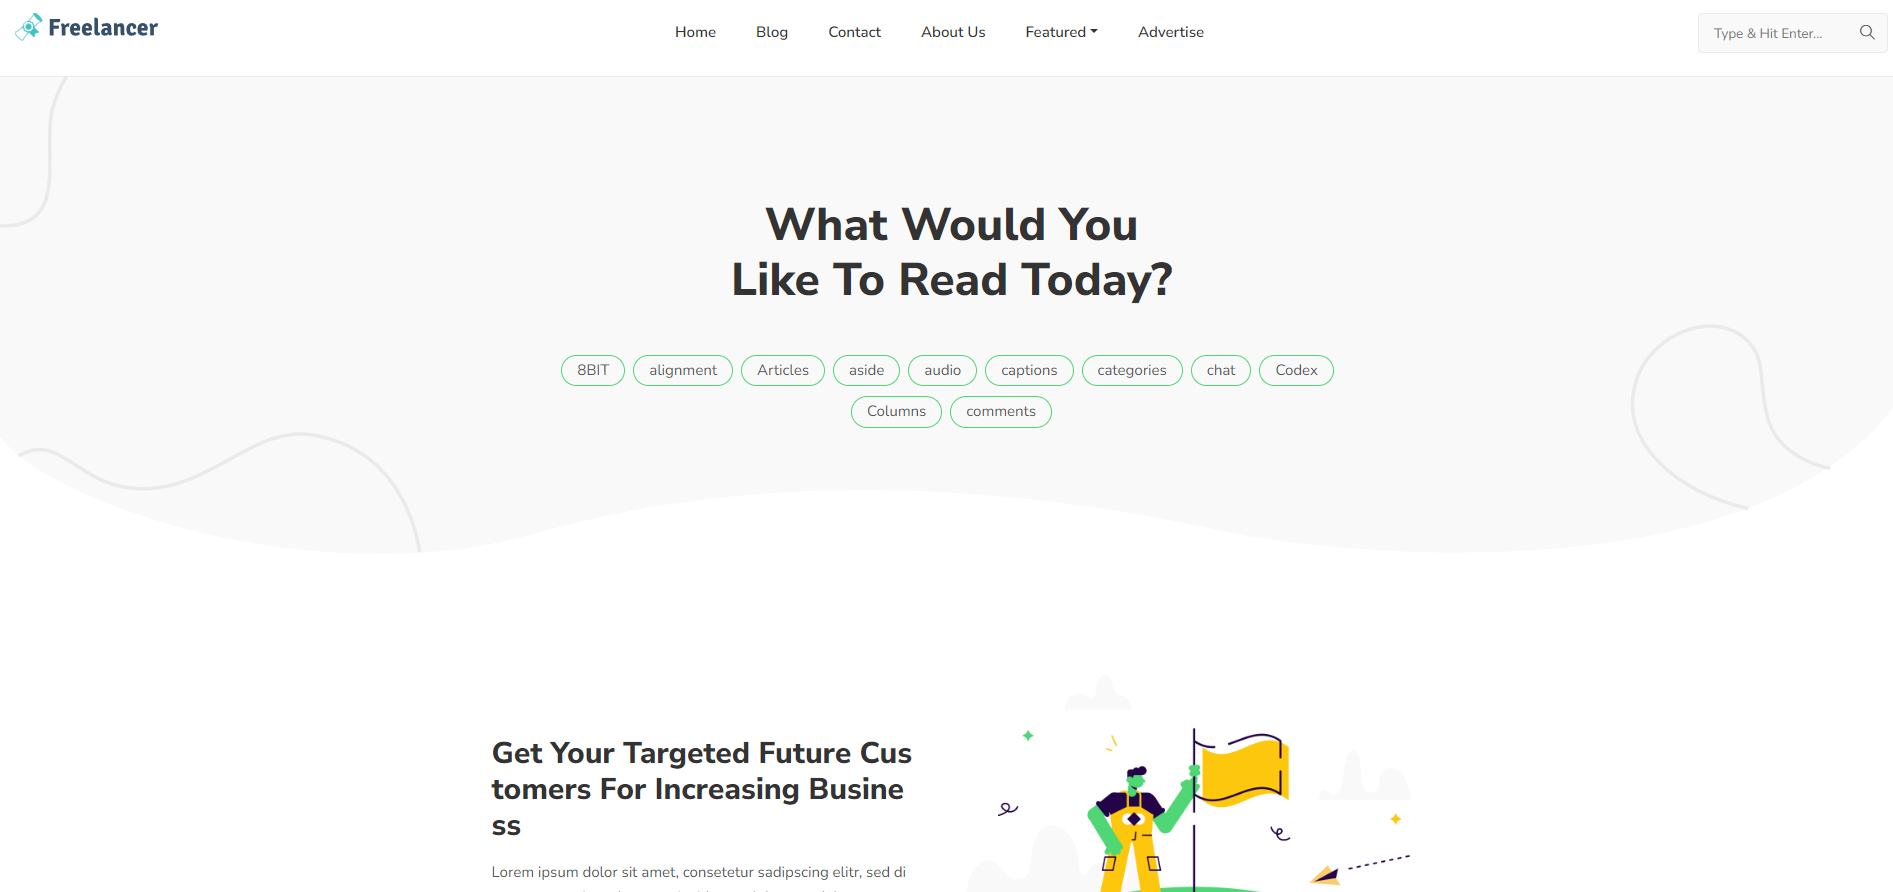 Freelancer
Home
Blog
Contact
About Us
Featured
Advertise
Type & Hit Enter...
What Would You
Like To Read Today?
8BIT
alignment
Articles
aside
audio
captions
categories
chat
Codex
Columns
comments
Get Your Targeted Future Cus
tomers For Increasing Busine
ss
Lorem ipsum dolor sit amet, consetetur sadipscing elitr, sed di